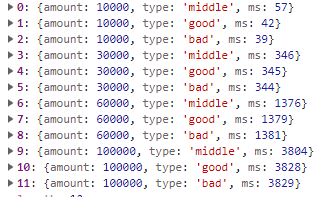 ▶ 0: {amount: 10000, type: 'middle', ms: 57}
▶ 1: {amount: 10000, type: 'good', ms: 42}
▶ 2: {amount: 10000, type: 'bad', ms: 39}
▶ 3: {amount: 30000, type: 'middle', ms: 346}
▶ 4: {amount: 30000, type: 'good', ms: 345}
▶ 5: {amount: 30000, type: 'bad', ms: 344}
▶ 6: {amount: 60000, type: 'middle', ms: 1376}
▶ 7: {amount: 60000, type: 'good', ms: 1379}
▶ 8: {amount: 60000, type: 'bad', ms: 1381}
▶ 9: {amount: 100000, type: 'middle', ms: 3804}
▶ 10: {amount: 100000, type: 'good', ms: 3828}
▶ 11: {amount: 100000, type: 'bad', ms: 3829}